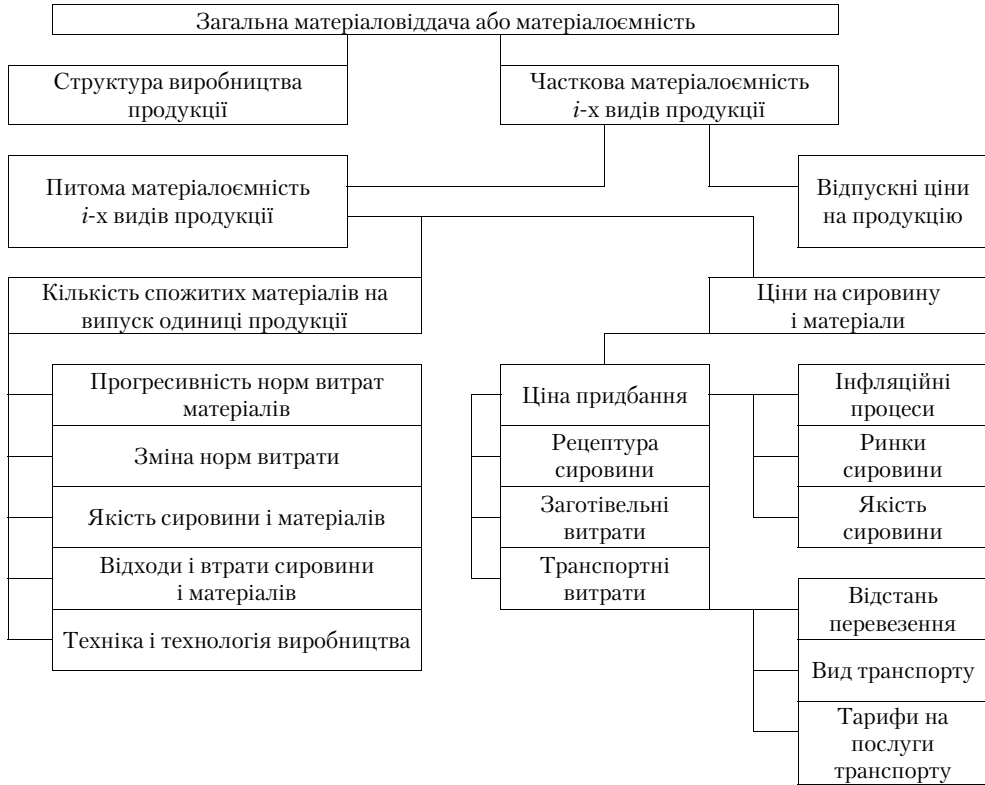 Загальна матеріаловіддача або матеріалоємність
Структура виробництва
продукції
Часткова матеріалоємність
i-х видів продукції
Питома матеріалоємність
i-х видів продукції
Відпускні ціни
на продукцію
Кількість спожитих матеріалів на
випуск одиниці продукції
Ціни на сировину
і матеріали
Прогресивність норм витрат
матеріалів
Зміна норм витрати
Якість сировини і матеріалів
Відходи і втрати сировини
і матеріалів
Техніка і технологія виробництва
Ціна придбання
Рецептура
сировини
Заготівельні
витрати
Транспортні
витрати
Інфляційні
процеси
Ринки
сировини
Якість
сировини
Відстань
перевезення
Вид транспорту
Тарифи на
послуги
транспорту